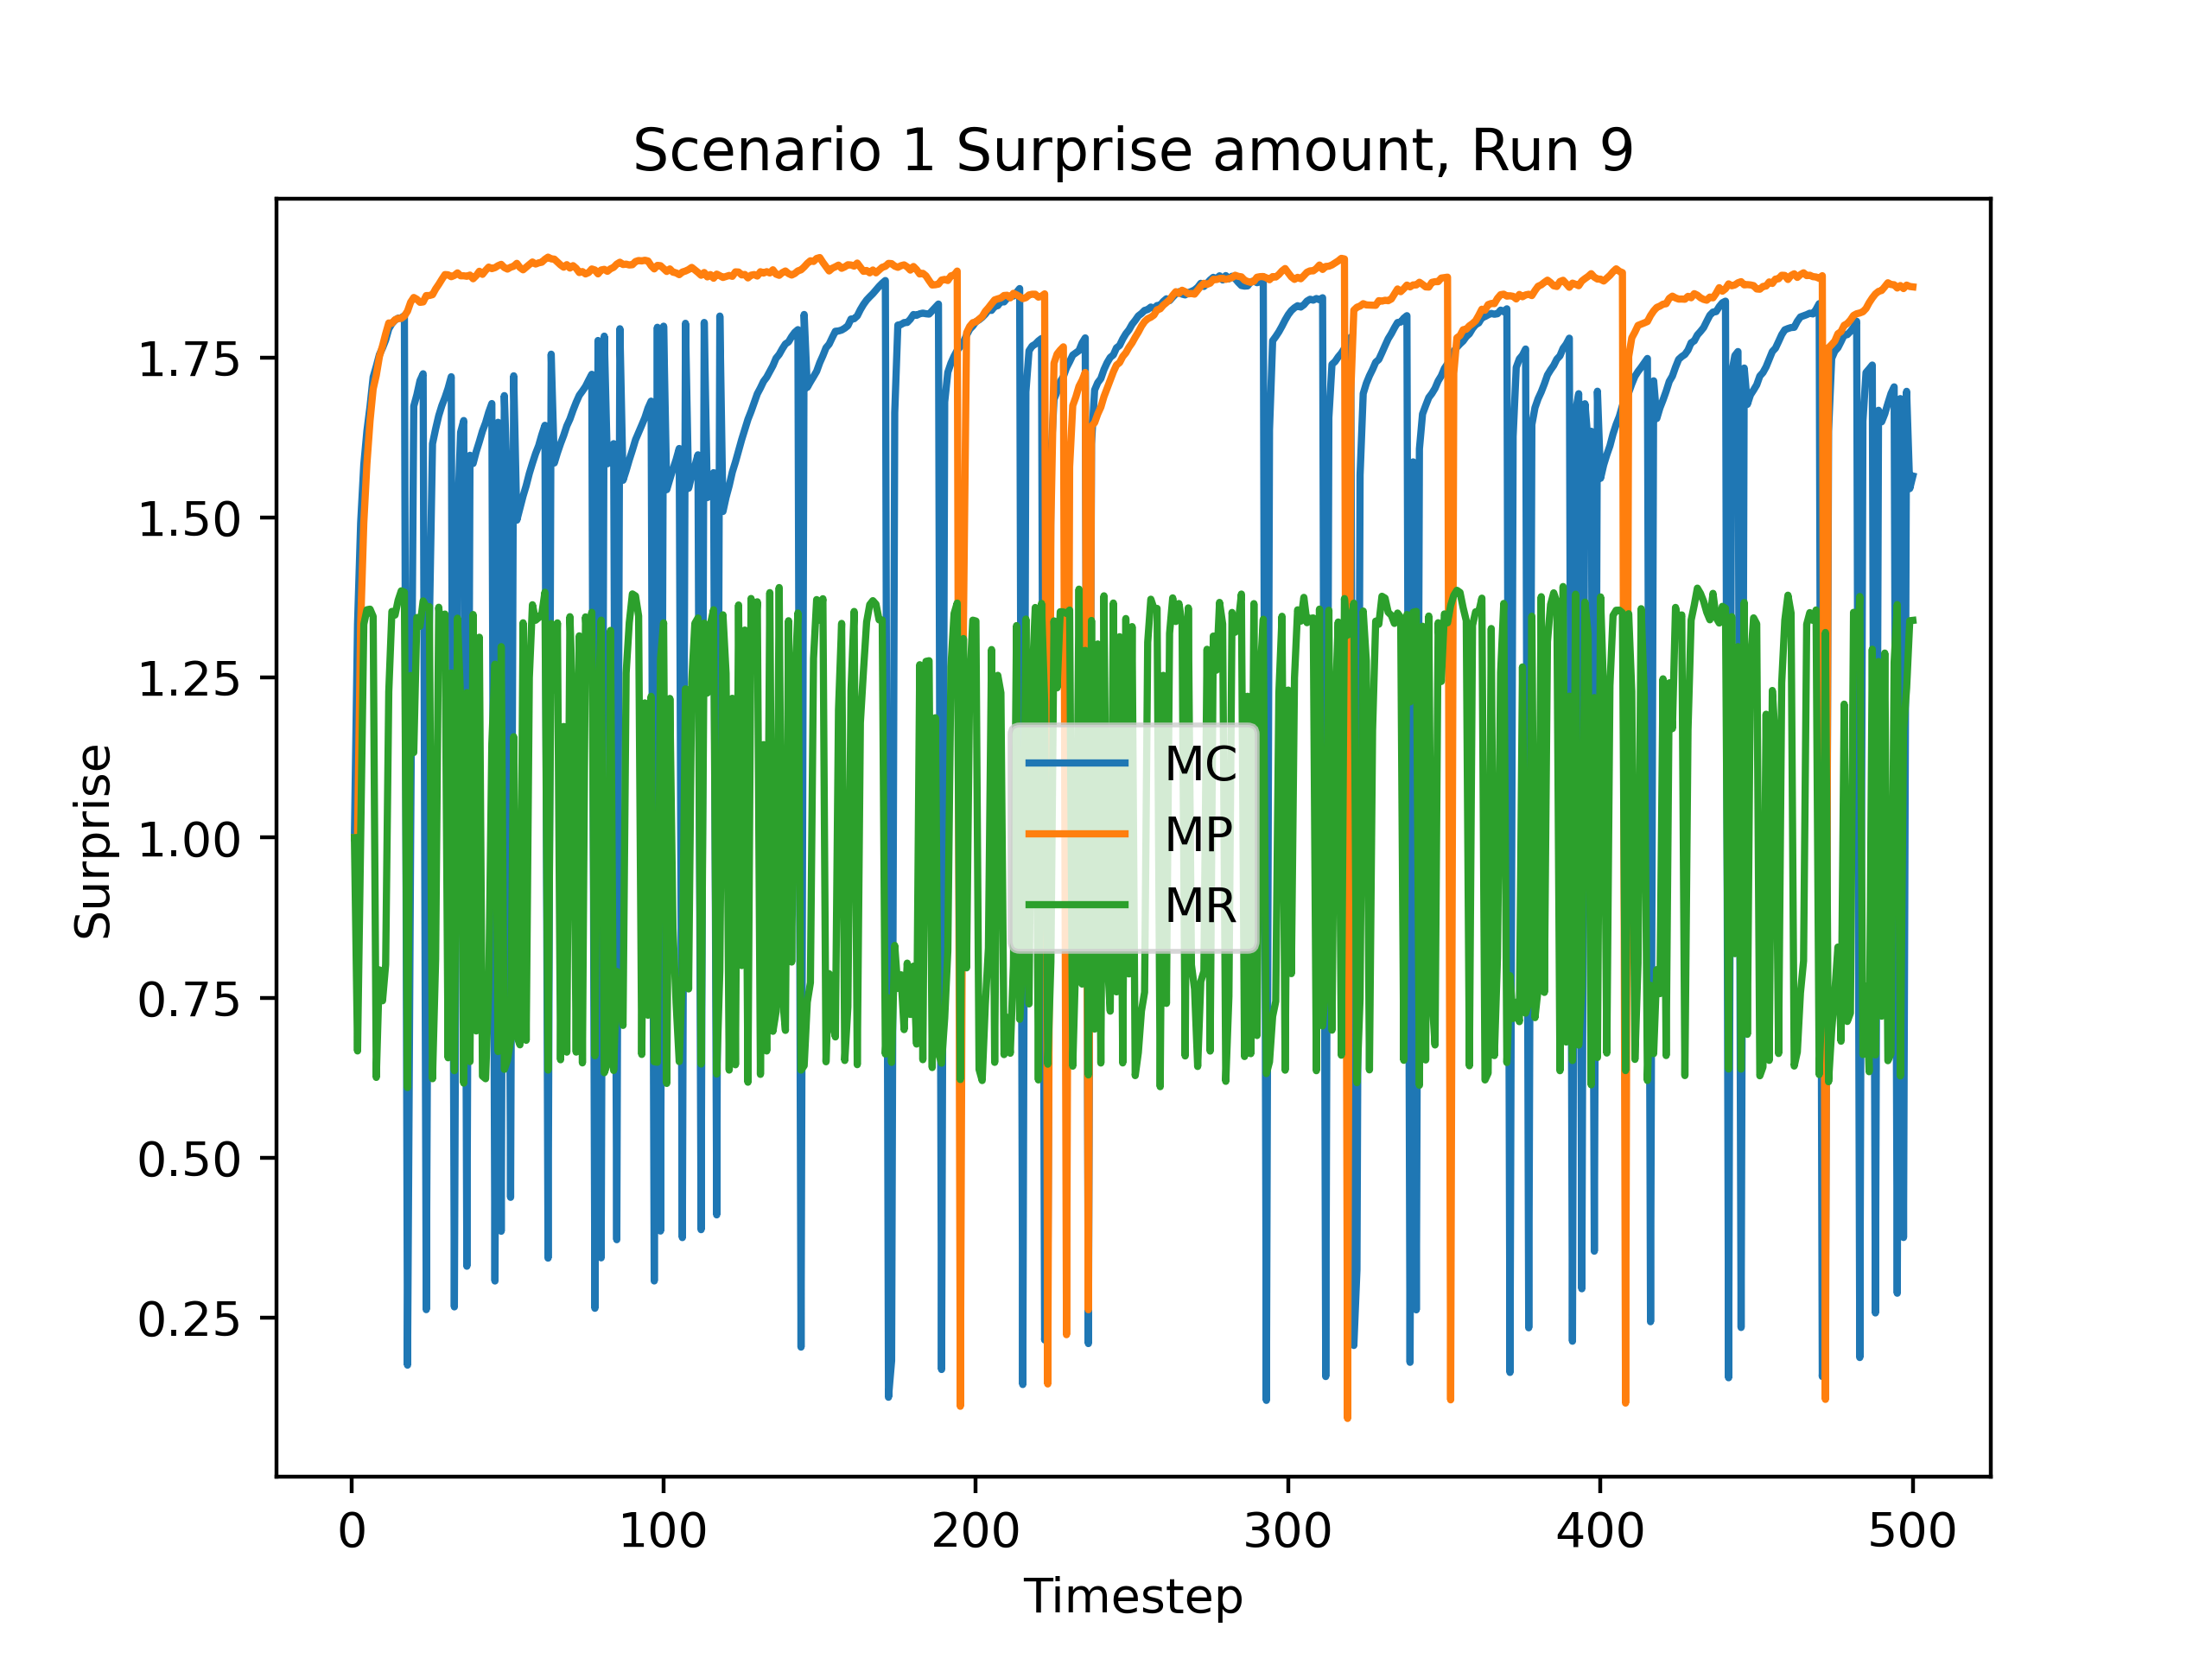 Scenario 1 Surprise amount, Run 9
Surprise
1.75
1.50
1.25
1.00
0.75
0.50
0.25
MC
MP
MR
0 100 200 300 400 500
Timestep